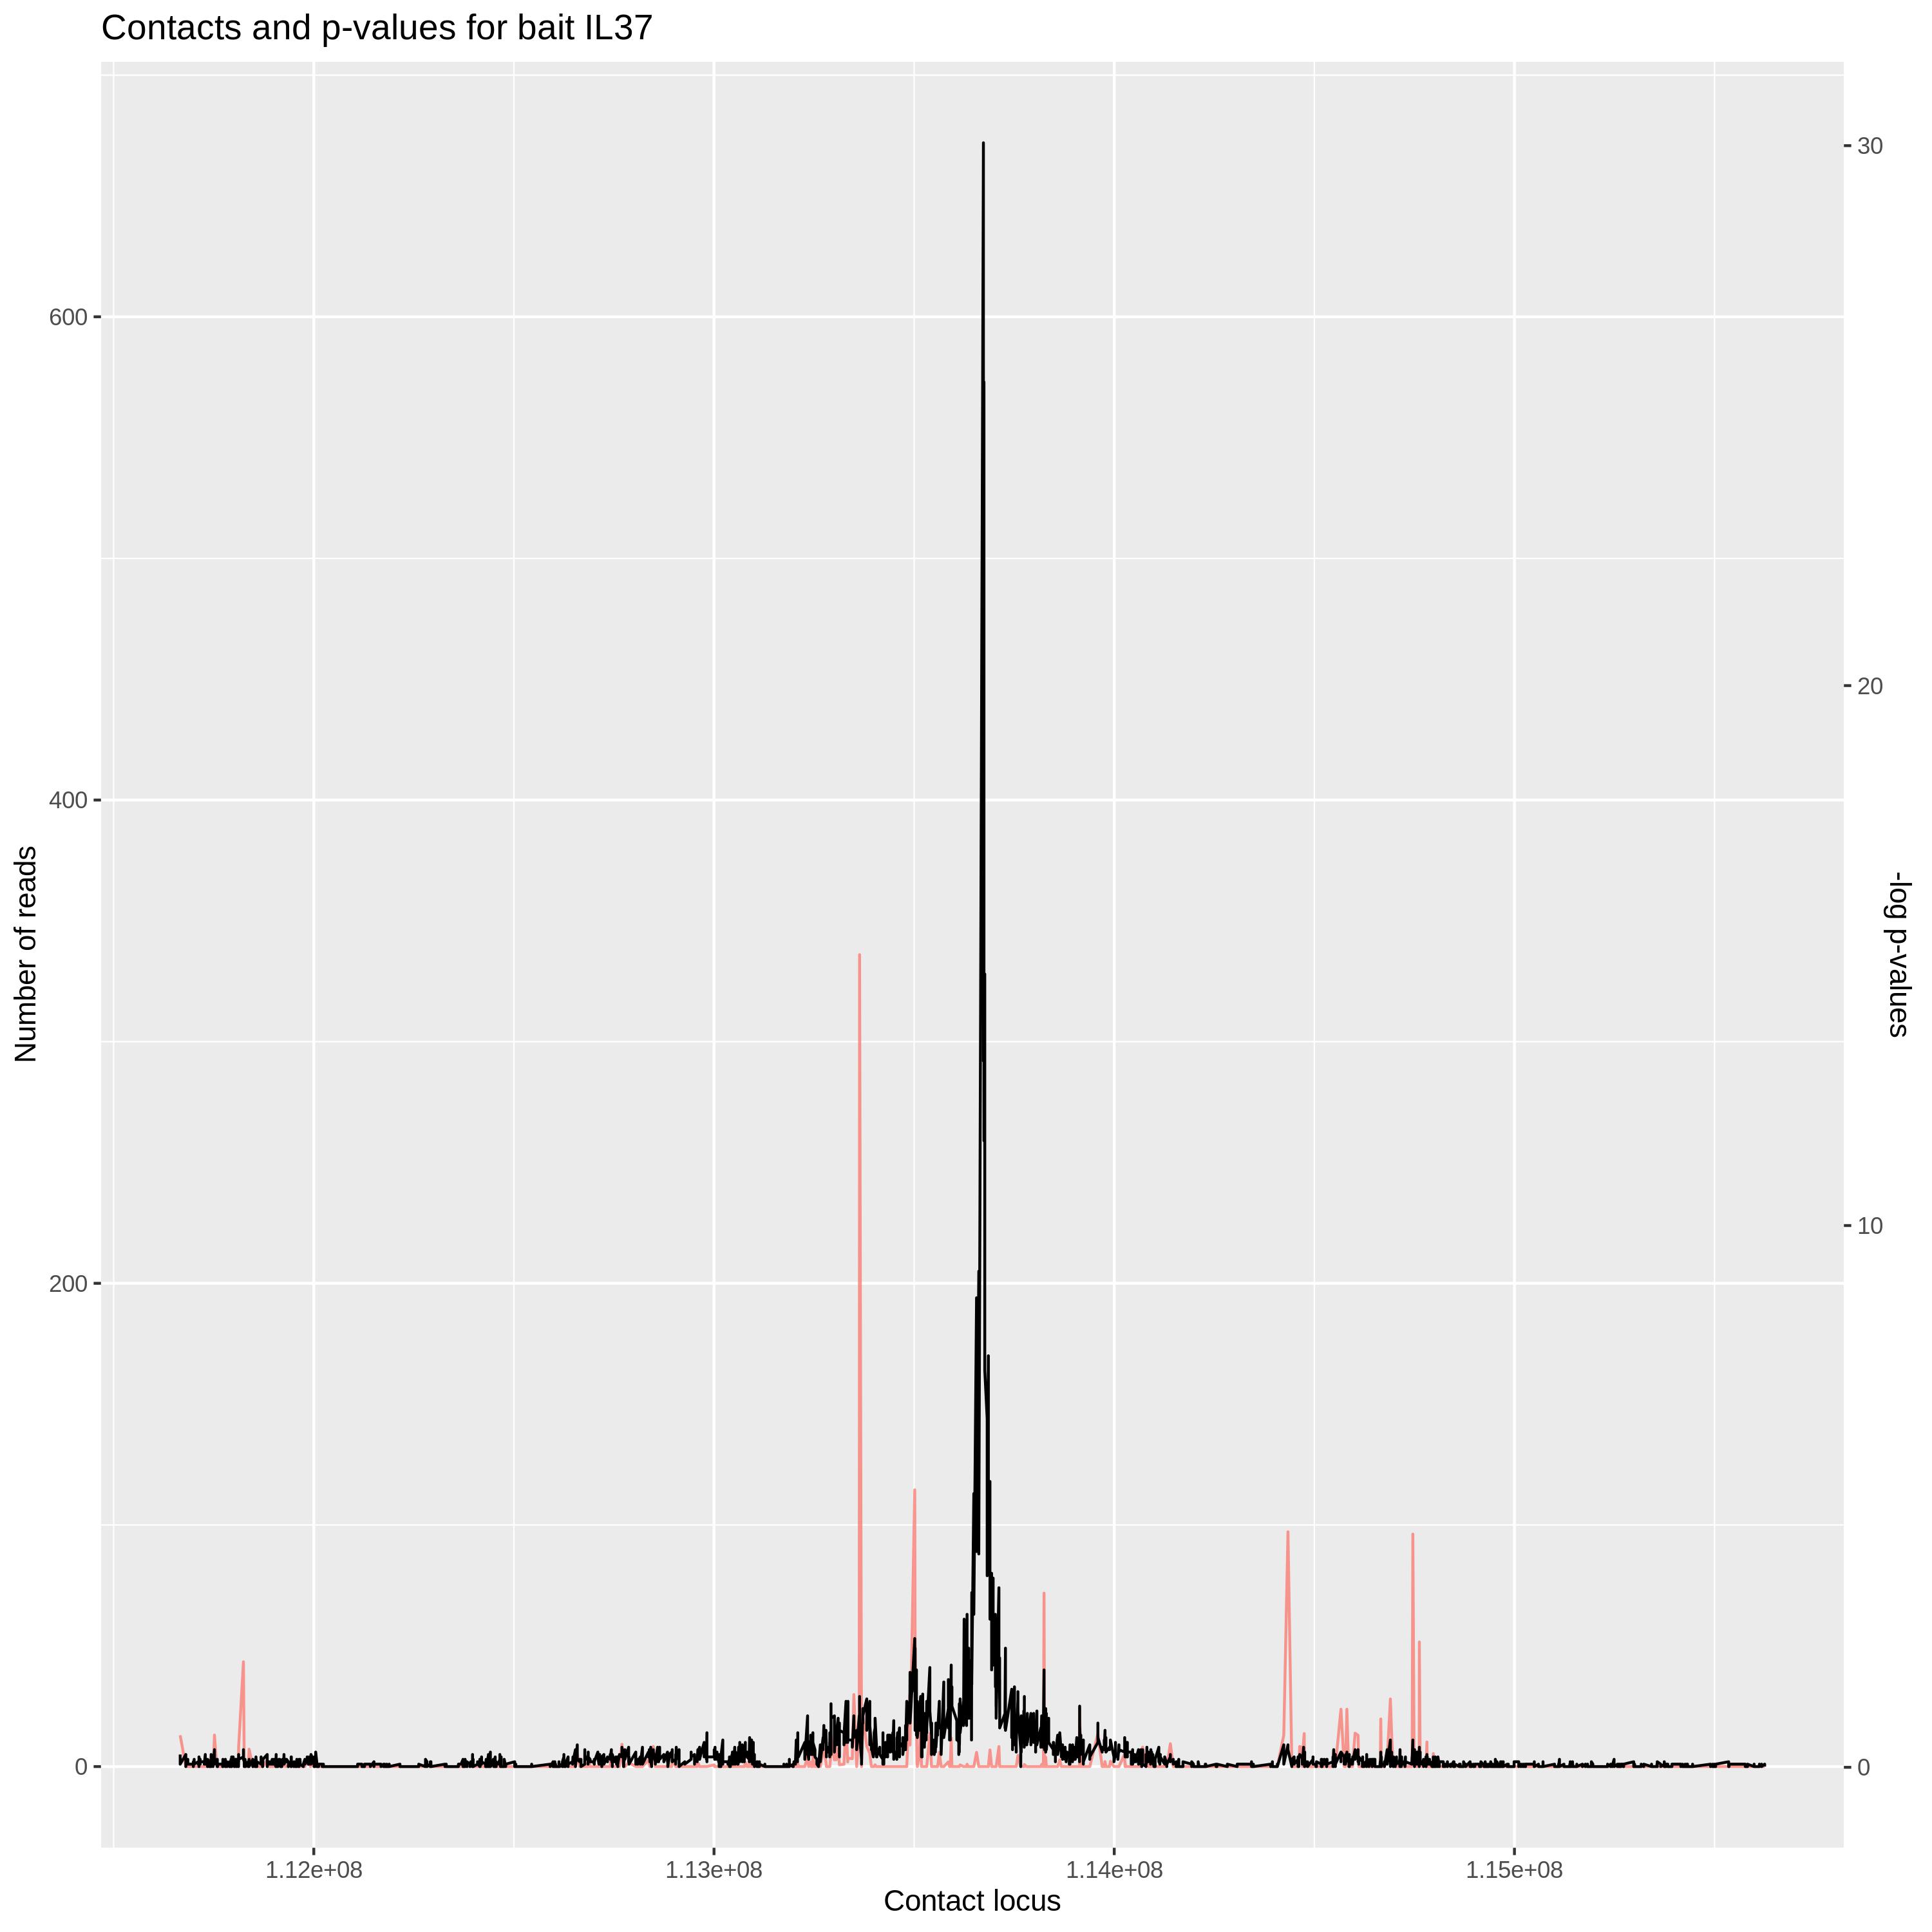 Contacts and p-values for bait IL37
600
400
200
0
Number of reads
30
20
10
0
-log p-values
1.12e+08
1.13e+08
1.14e+08
1.15e+08
Contact locus